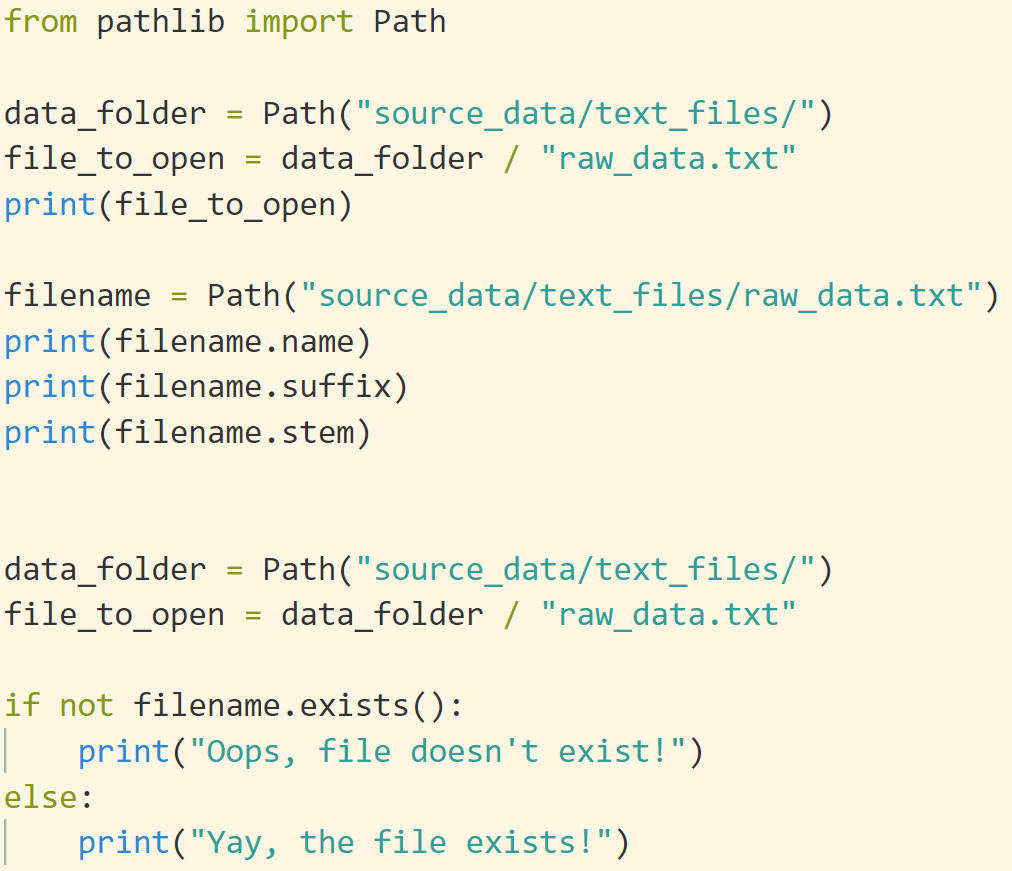 from pathlib import Path

data_folder = Path("source_data/text_files/")
file_to_open = data_folder / "raw_data.txt"
print(file_to_open)

filename = Path("source_data/text_files/raw_data.txt")
print(filename.name)
print(filename.suffix)
print(filename.stem)


data_folder = Path("source_data/text_files/")
file_to_open = data_folder / "raw_data.txt"

if not filename.exists():
    print("Oops, file doesn't exist!")
else:
    print("Yay, the file exists!")